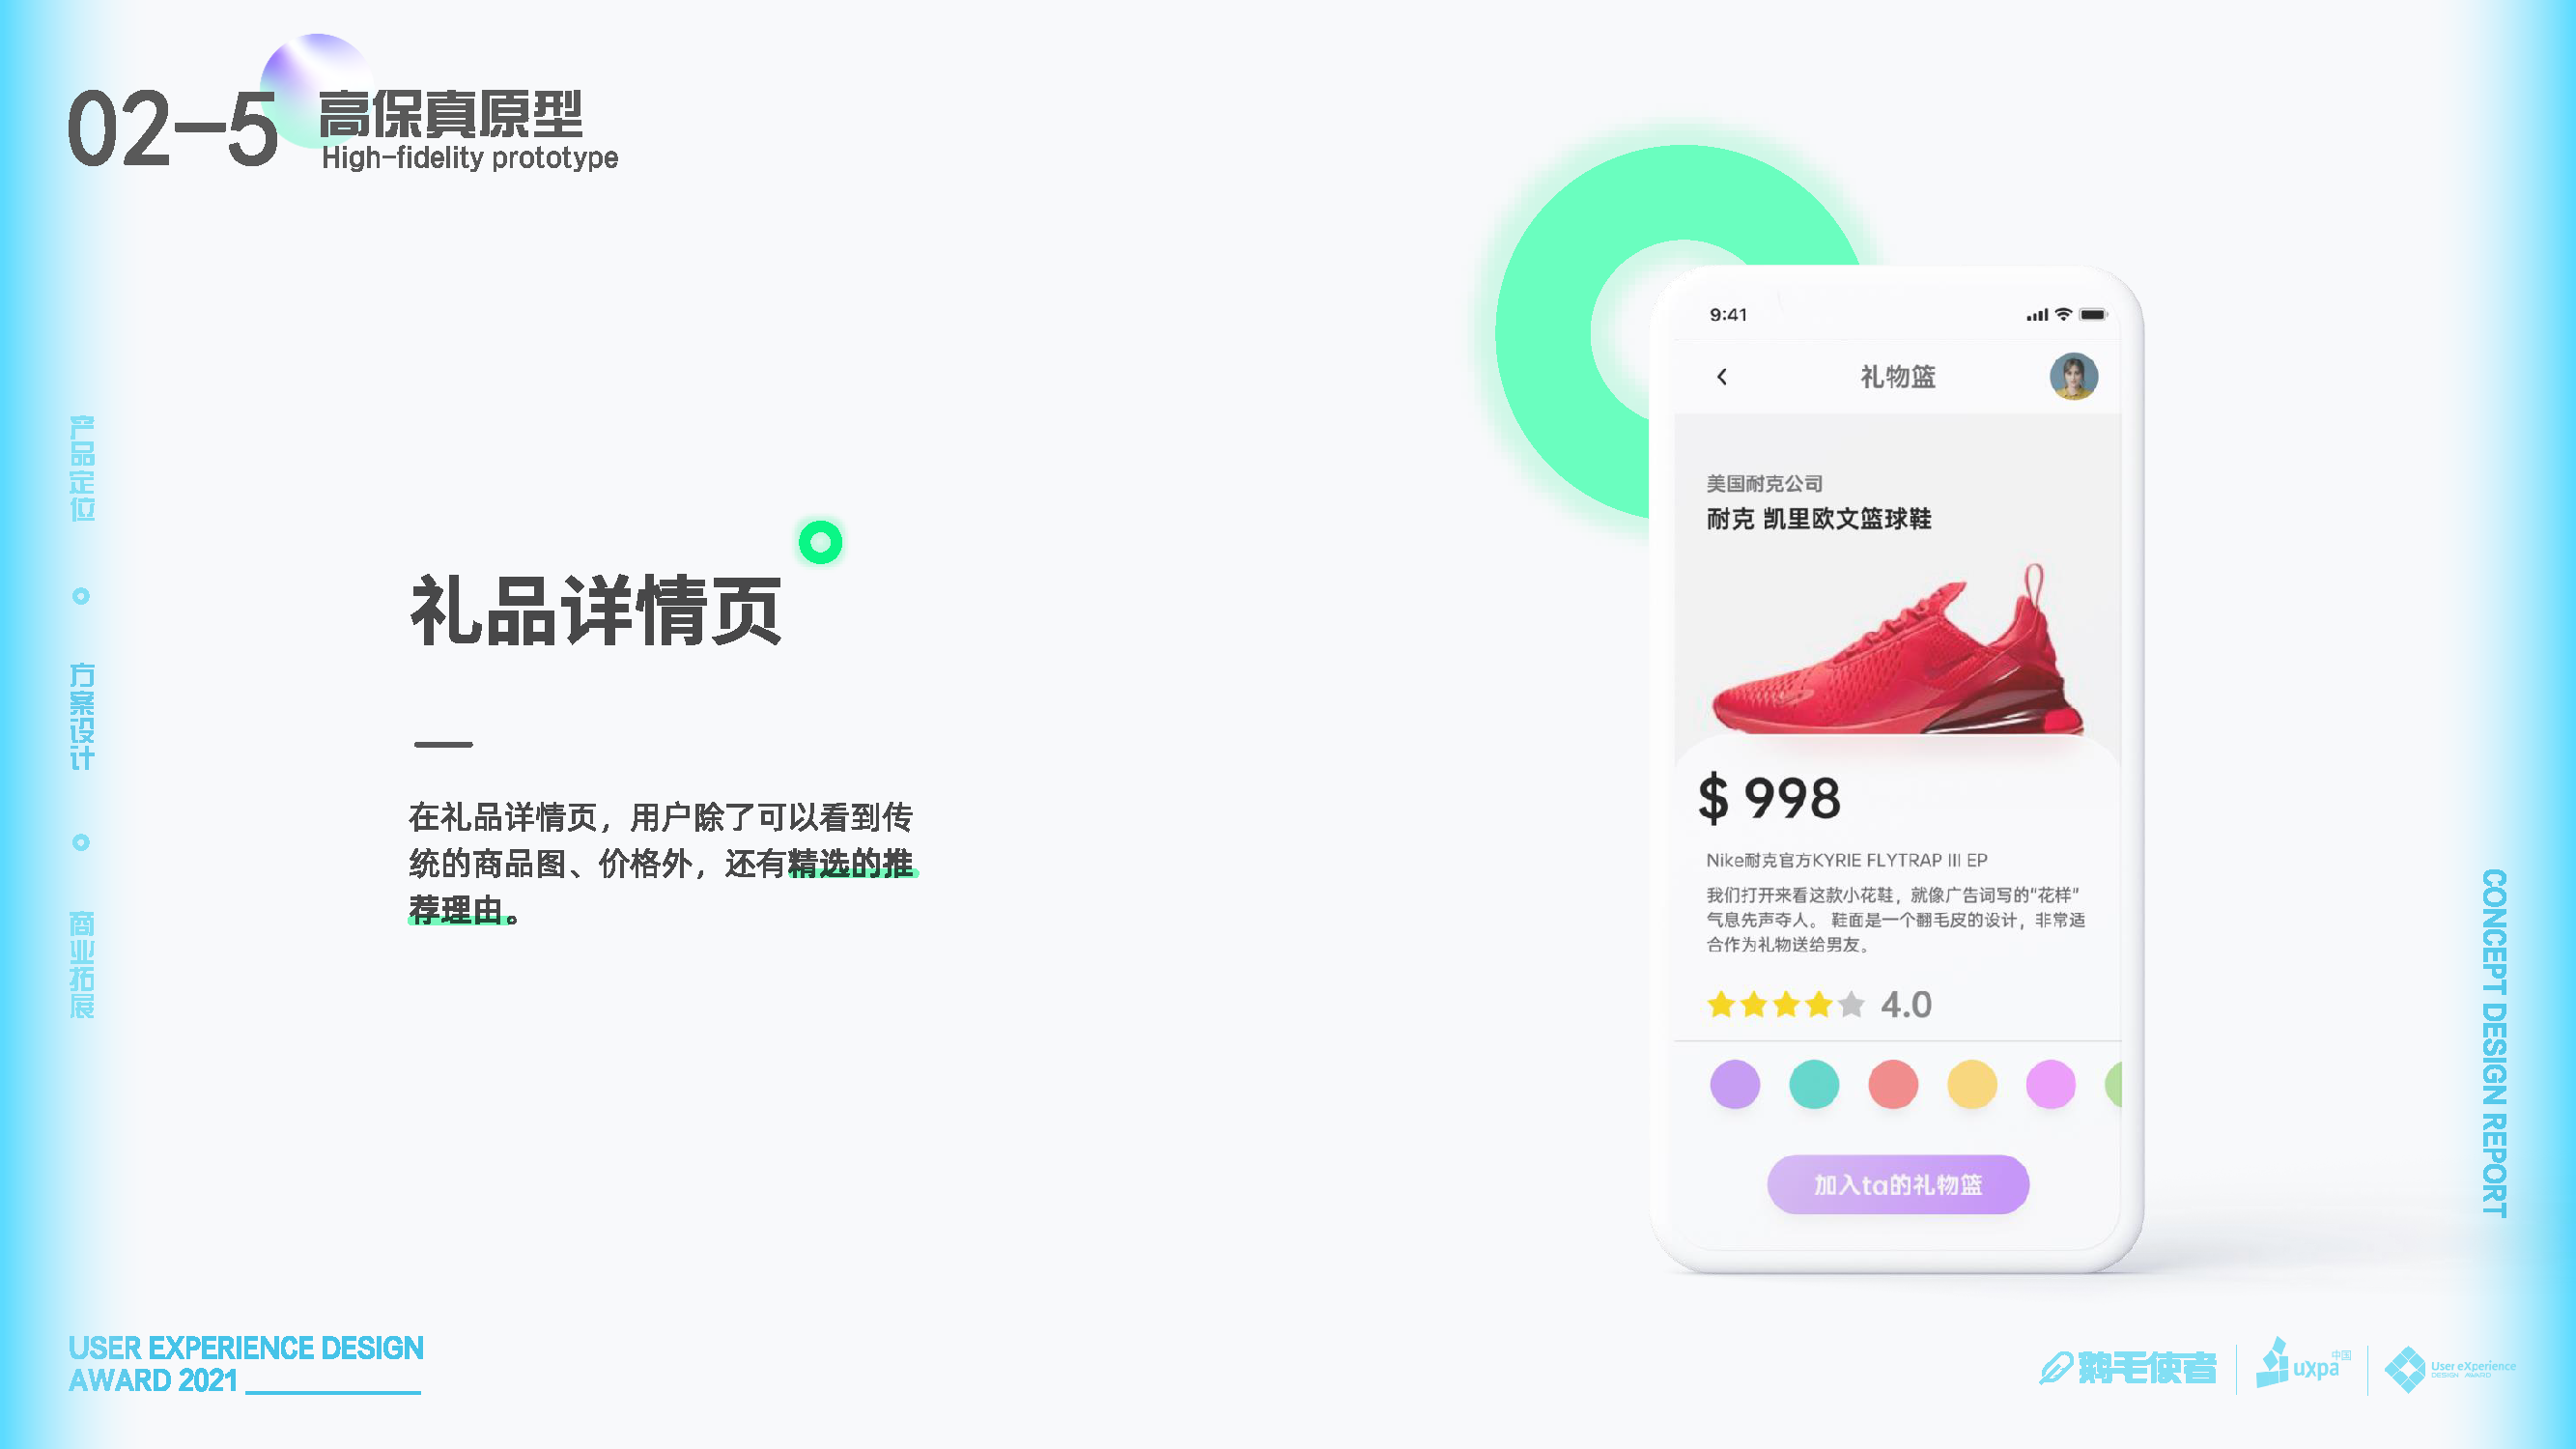 02-5
高保真原型
High-fidelity prototype
产品定位
方案设计
商业拓展
礼品详情页
在礼品详情页，用户除了可以看到传
统的商品图、价格外，还有精选的推
荐理由。
9:41
礼物篮
美国耐克公司
耐克 凯里欧文篮球鞋
$ 998
Nike耐克官方KYRIE FLYTRAP III EP
我们打开来看这款小花鞋，就像广告词写的“花样”
气息先声夺人。 鞋面是一个翻毛皮的设计，非常适
合作为礼物送给男友。
4.0
加入ta的礼物篮
CONCEPT DESIGN REPORT
USER EXPERIENCE DESIGN
AWARD 2021
鹅毛使者
uxpa中国
User eXperience
DESIGN AWARD